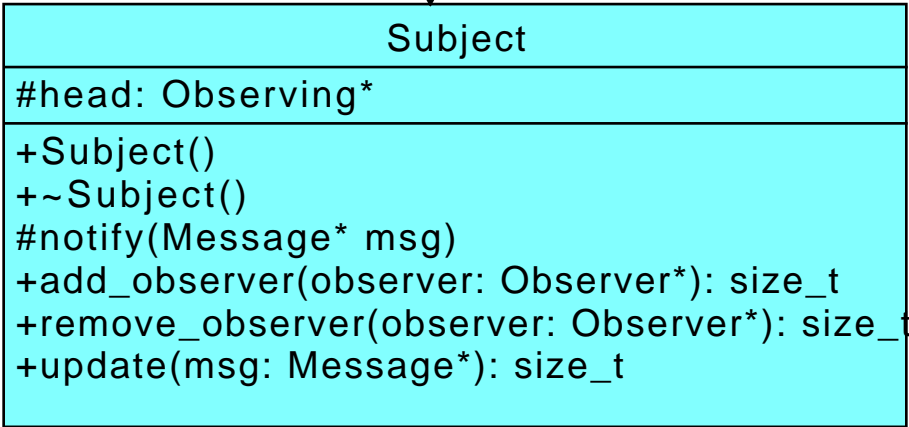 Subject
#head: Observing*
+Subject()
+~Subject()
#notify(Message* msg)
+add_observer(observer: Observer*): size_t
+remove_observer(observer: Observer*): size_t
+update(msg: Message*): size_t